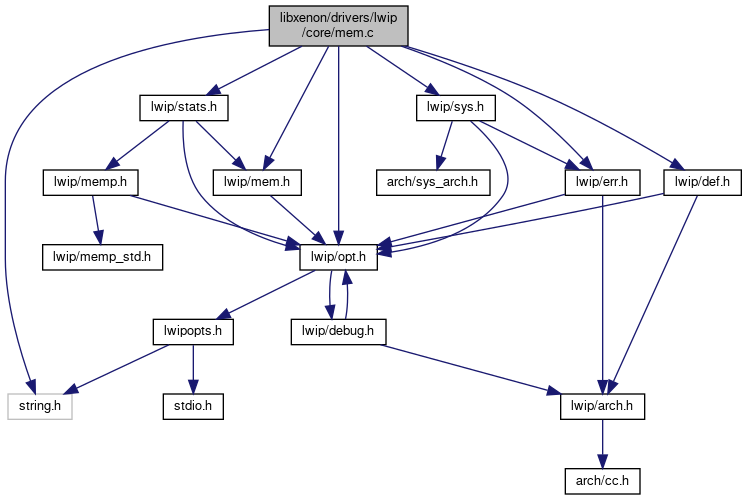 libxenon/drivers/lwip
/core/mem.c
lwip/stats.h
lwip/sys.h
lwip/memp.h
lwip/mem.h
arch/sys_arch.h
lwip/err.h
lwip/def.h
lwip/memp_std.h
lwip/opt.h
lwipopts.h
lwip/debug.h
string.h
stdio.h
lwip/arch.h
arch/cc.h